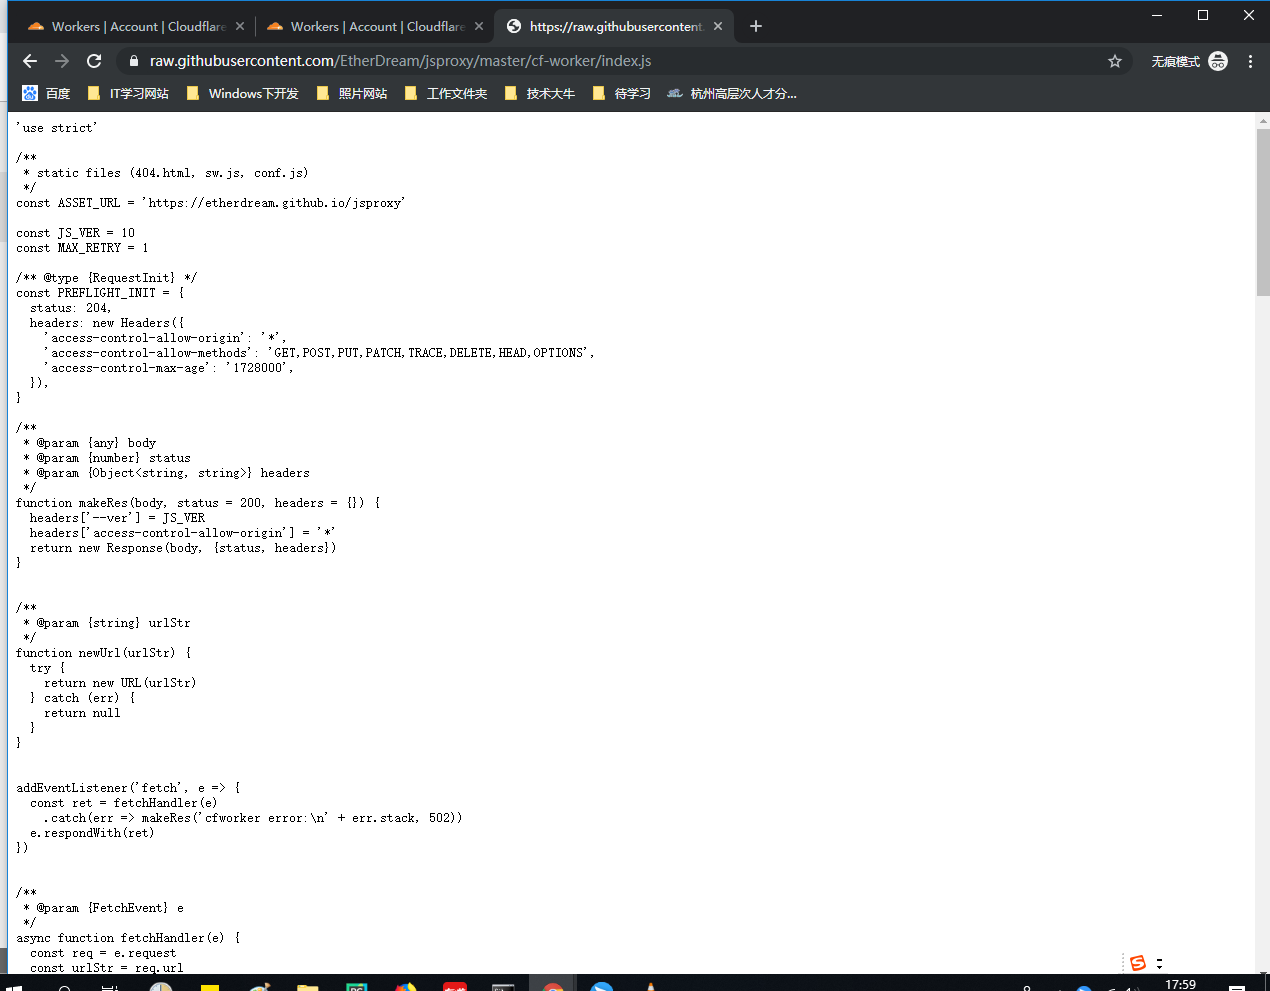 Workers | Account | Cloudflare
Workers | Account | Cloudflare
https://raw.githubusercontent.
raw.githubusercontent.com/EtherDream/jsproxy/master/cf-worker/index.js
无痕模式
百度
IT学习网站
Windows下开发
照片网站
工作文件夹
技术大牛
待学习
杭州高层次人才分...
'use strict'
/**
 * static files (404.html, sw.js, conf.js)
 */
const ASSET_URL = 'https://etherdream.github.io/jsproxy'
const JS_VER = 10
const MAX_RETRY = 1
/** @type {RequestInit} */
const PREFLIGHT_INIT = {
  status: 204,
  headers: new Headers({
    'access-control-allow-origin': '*',
    'access-control-allow-methods': 'GET,POST,PUT,PATCH,TRACE,DELETE,HEAD,OPTIONS',
    'access-control-max-age': '1728000',
  }),
}
/**
 * @param {any} body
 * @param {number} status
 * @param {Object<string, string>} headers
 */
function makeRes(body, status = 200, headers = {}) {
  headers['--ver'] = JS_VER
  headers['access-control-allow-origin'] = '*'
  return new Response(body, {status, headers})
}
/**
 * @param {string} urlStr
 */
function newUrl(urlStr) {
  try {
    return new URL(urlStr)
  } catch (err) {
    return null
  }
}
addEventListener('fetch', e => {
  const ret = fetchHandler(e)
    .catch(err => makeRes('cfworker error:\n' + err.stack, 502))
  e.respondWith(ret)
})
/**
 * @param {FetchEvent} e
 */
async function fetchHandler(e) {
  const req = e.request
  const urlStr = req.url
17:59